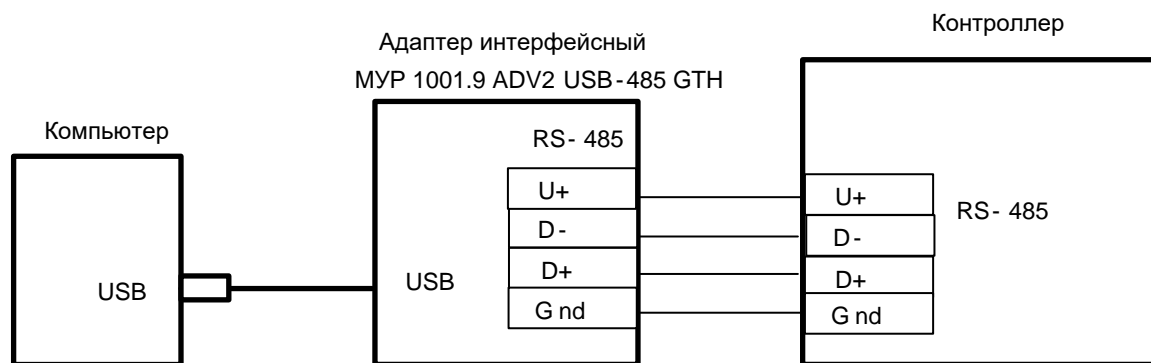 Контроллер
Адаптер интерфейсный
МУР 1001.9 ADV2 USB-485 GTH
Компьютер
RS- 485
U+
D-
D+
G nd
USB
USB
U+
D-
D+
G nd
RS- 485